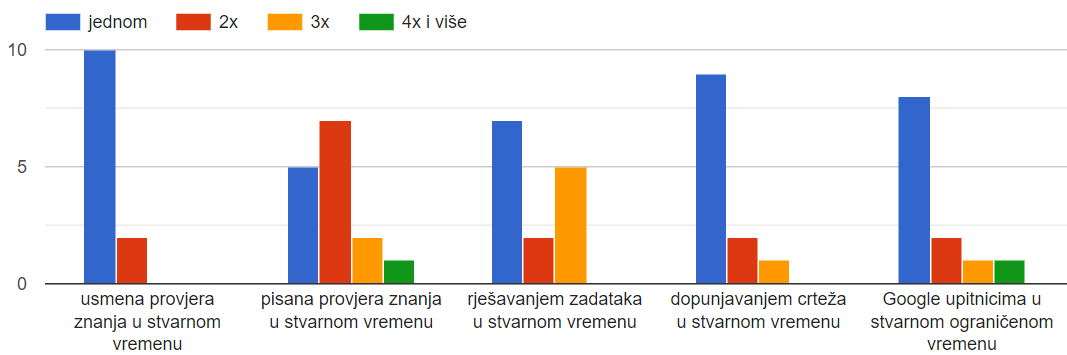 jednom 2x 3x 4x i više
10
5
0
usmena provjera
znanja u stvarnom
vremenu
pisana provjera znanja
u stvarnom vremenu
rješavanjem zadataka
u stvarnom vremenu
dopunjavanjem crteža
u stvarnom vremenu
Google upitnicima u
stvarnom ograničenom
vremenu